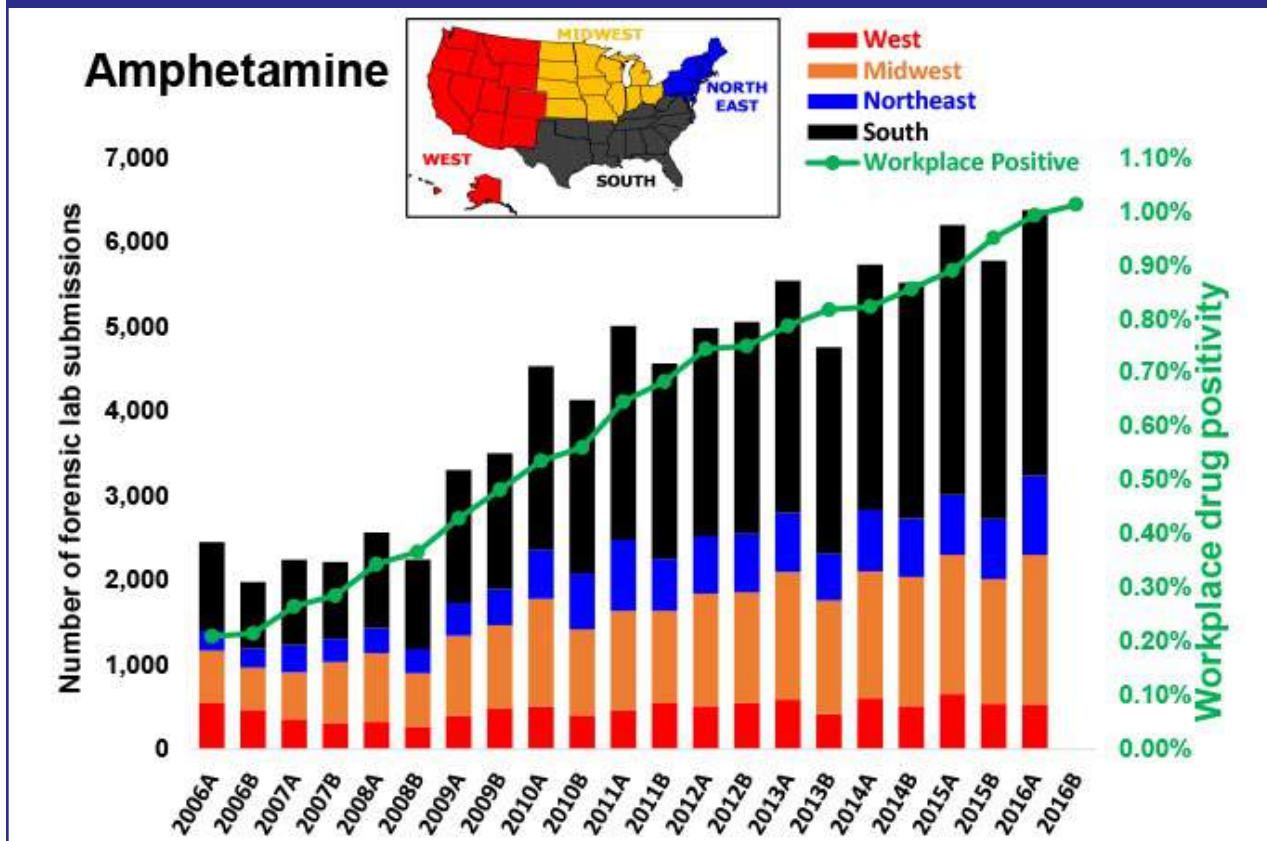 Amphetamine
MIDWEST
NORTH
EAST
WEST
SOUTH
West
Midwest
Northeast
South
Workplace Positive
Number of forensic lab submissions
7,000
6,000
5,000
4,000
3,000
2,000
1,000
0
1.10%
1.00%
0.90%
0.80%
0.70%
0.60%
0.50%
0.40%
0.30%
0.20%
0.10%
0.00%
Workplace drug positivity
2006A
2006B
2007A
2007B
2008A
2008B
2009A
2009B
2010A
2010B
2011A
2011B
2012A
2012B
2013A
2013B
2014A
2014B
2015A
2015B
2016A
2016B